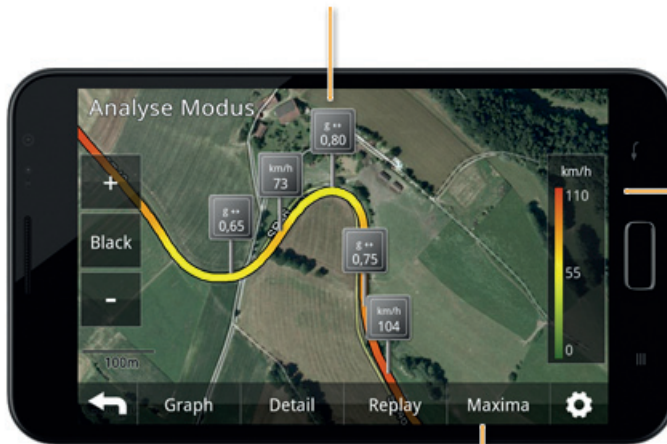 Analyse Modus
g ↔
0,80
km/h
73
g ↔
0,65
g ↔
0,75
km/h
104
+
Black
-
100m
km/h
110
55
0
Graph
Detail
Replay
Maxima